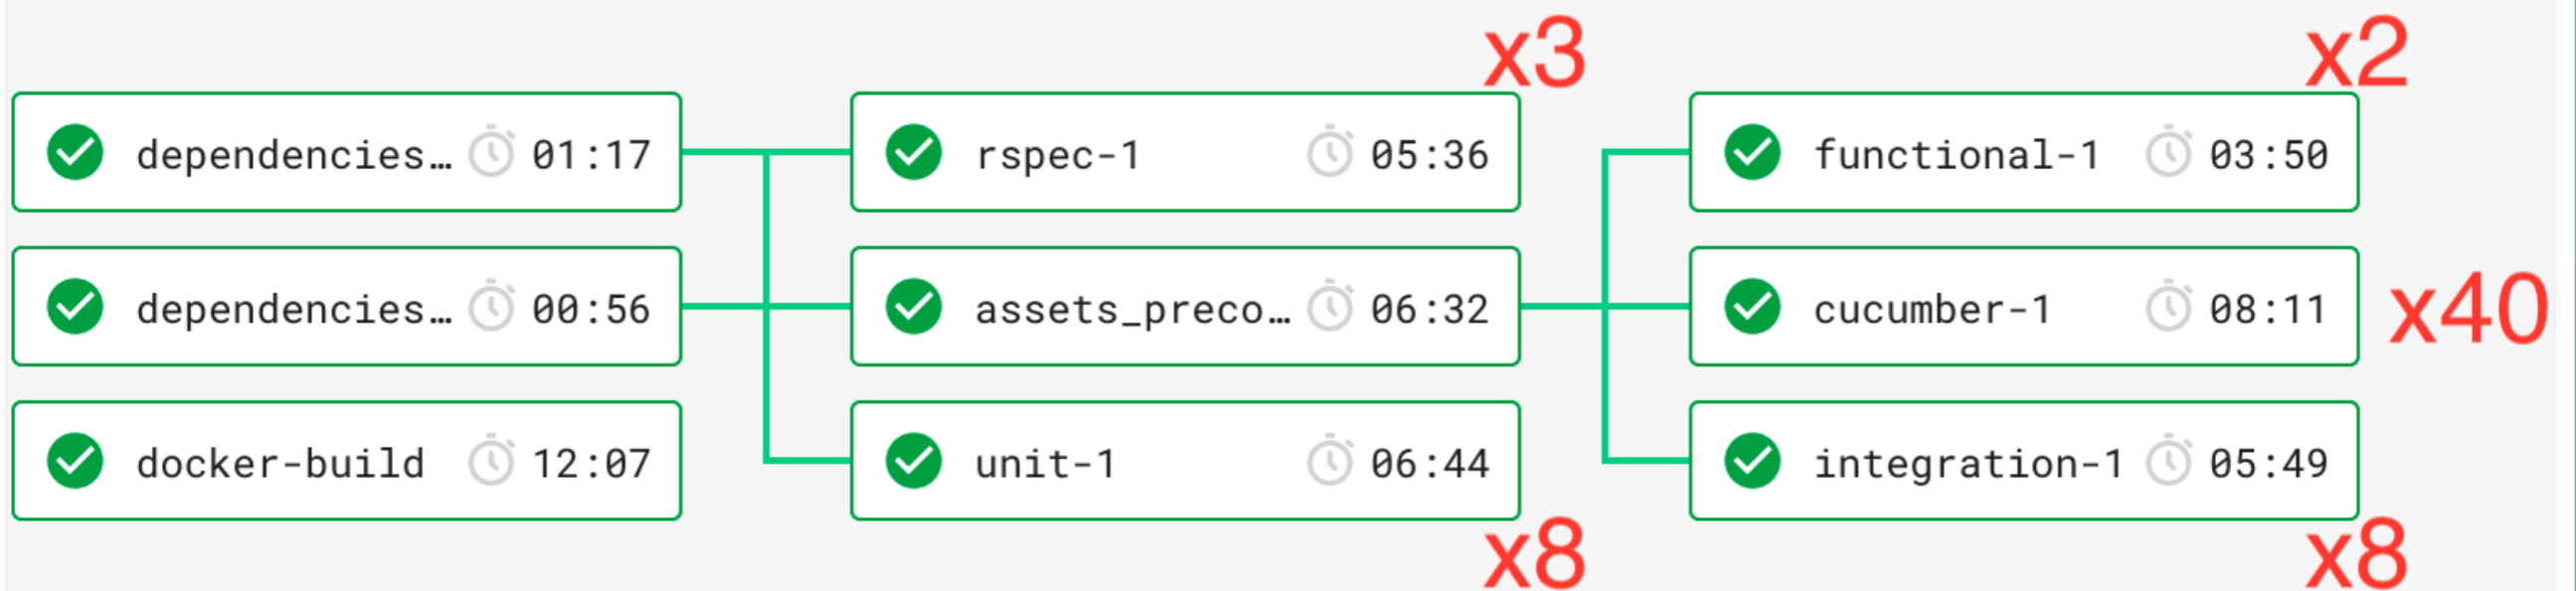 x3 x2
dependencies… 01:17 rspec-1 05:36 functional-1 03:50
dependencies… 00:56 assets_preco… 06:32 cucumber-1 08:11 x40
docker-build 12:07 unit-1 06:44 integration-1 05:49
x8 x8